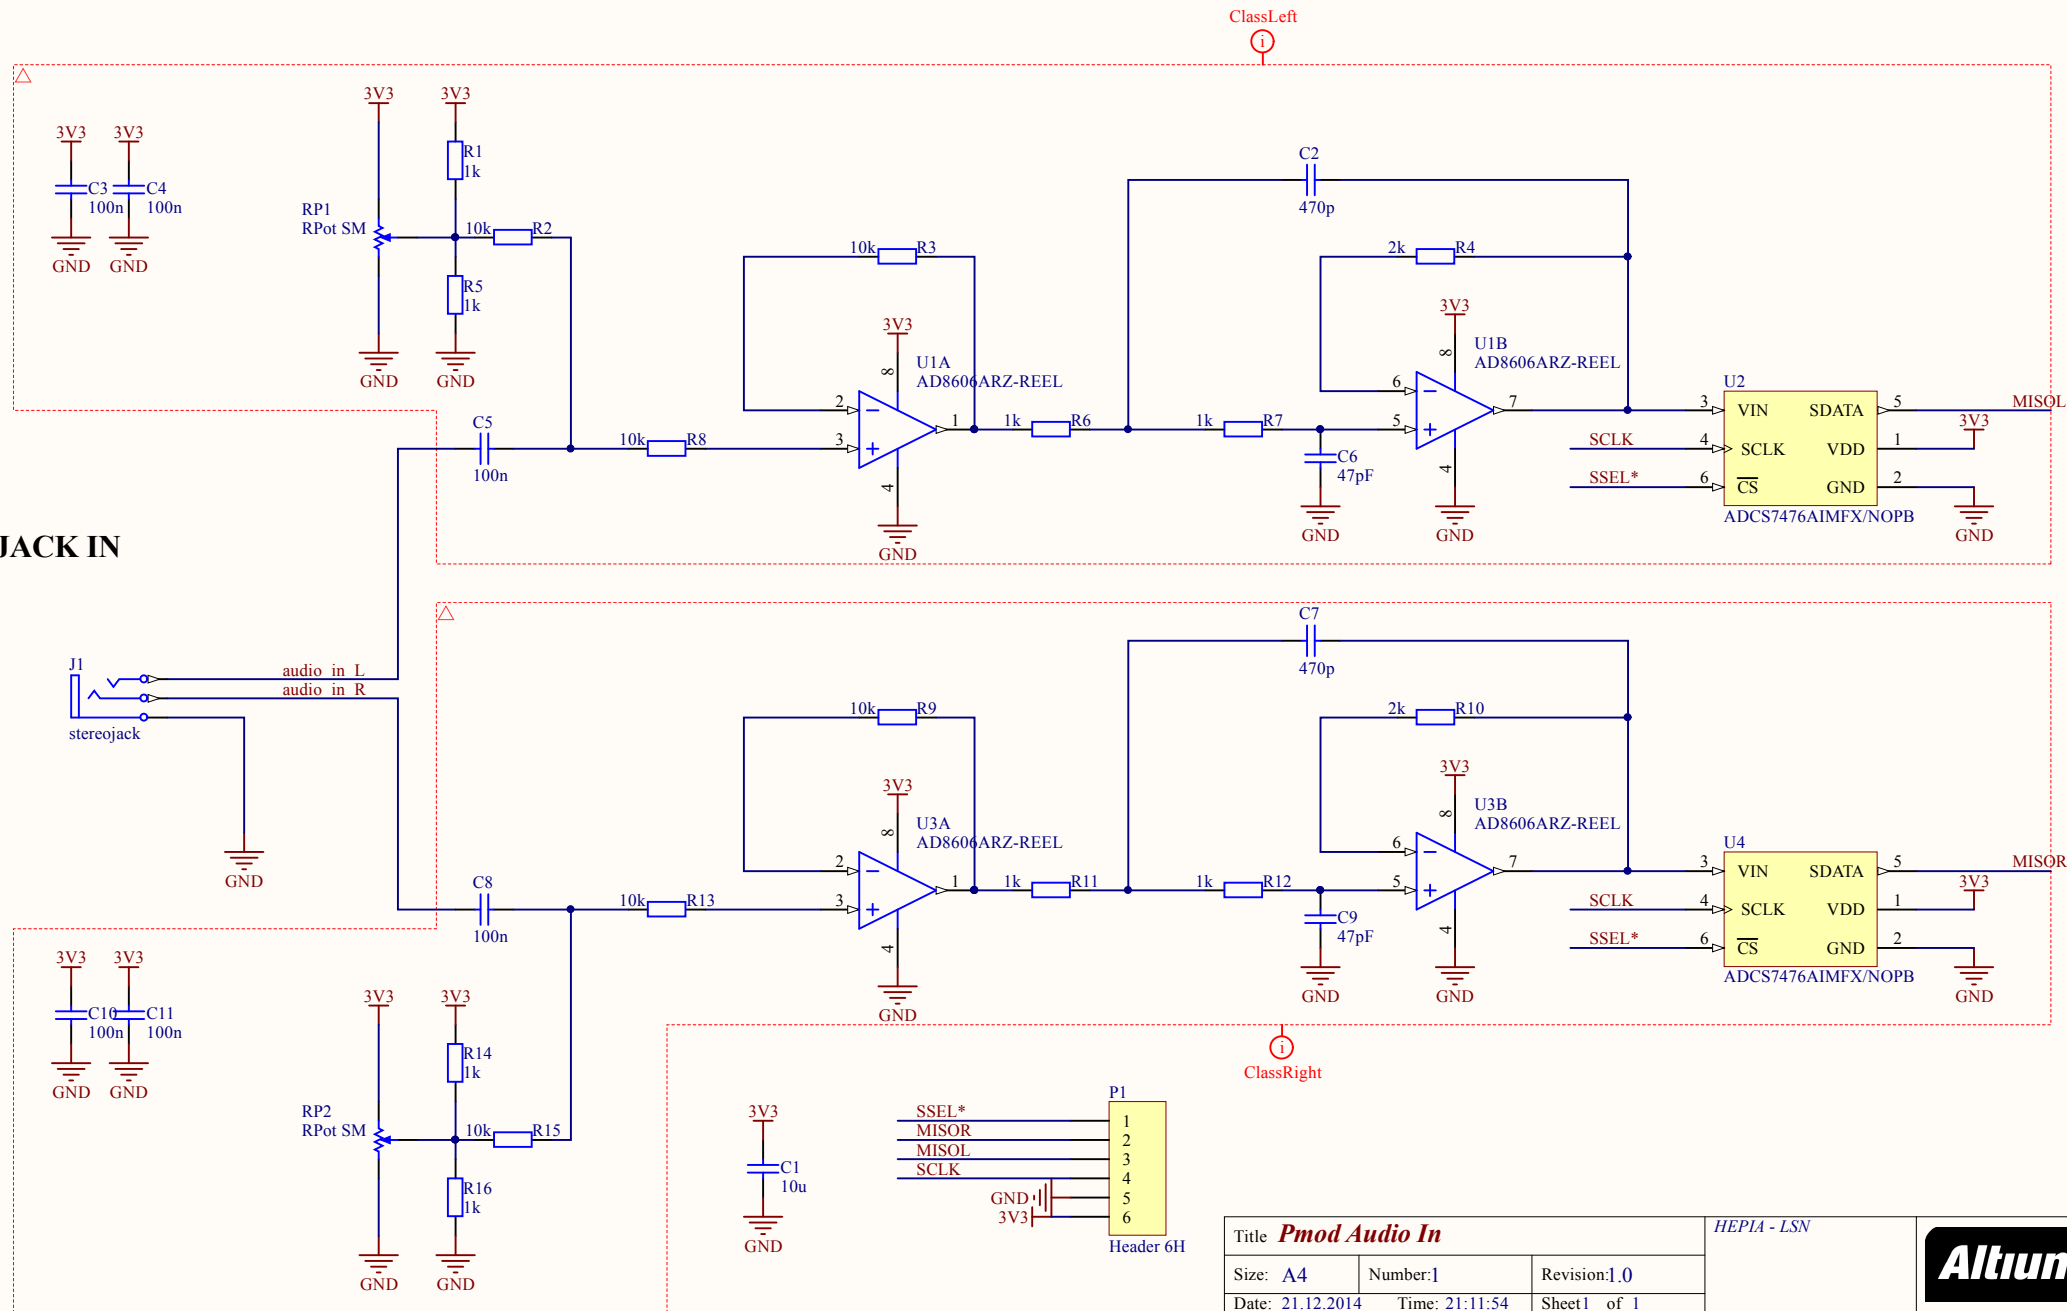 ClassLeft
i
3V3
3V3
3V3
3V3
R1
1k
C3
100n
C4
100n
RP1
RPot SM
10k
R2
R5
1k
GND
GND
GND
GND
C2
470p
10k
R3
2k
R4
3V3
U1A
AD8606ARZ-REEL
8
2
3
1
4
GND
3V3
U1B
AD8606ARZ-REEL
8
6
5
7
4
GND
C5
100n
10k
R8
1k
R6
1k
R7
C6
47pF
GND
U2
3
VIN
SDATA
5
MISOL
SCLK
4
SCLK
VDD
1
3V3
SSEL*
6
CS
GND
2
ADCS7476AIMFX/NOPB
GND
JACK IN
J1
stereojack
audio in L
audio in R
GND
C7
470p
10k
R9
2k
R10
3V3
U3A
AD8606ARZ-REEL
8
2
3
1
4
GND
3V3
U3B
AD8606ARZ-REEL
8
6
5
7
4
GND
C8
100n
10k
R13
1k
R11
1k
R12
C9
47pF
GND
U4
3
VIN
SDATA
5
MISOR
SCLK
4
SCLK
VDD
1
3V3
SSEL*
6
CS
GND
2
ADCS7476AIMFX/NOPB
GND
3V3
3V3
C10
100n
C11
100n
GND
GND
3V3
3V3
R14
1k
RP2
RPot SM
10k
R15
R16
1k
GND
GND
i
ClassRight
3V3
C1
10u
GND
P1
SSEL*
1
MISOR
2
MISOL
3
SCLK
4
GND
5
3V3
6
Header 6H
Title Pmod Audio In
HEPIA - LSN
Size: A4
Number:1
Revision:1.0
Date: 21.12.2014
Time: 21:11:54
Sheet1 of 1
Altium